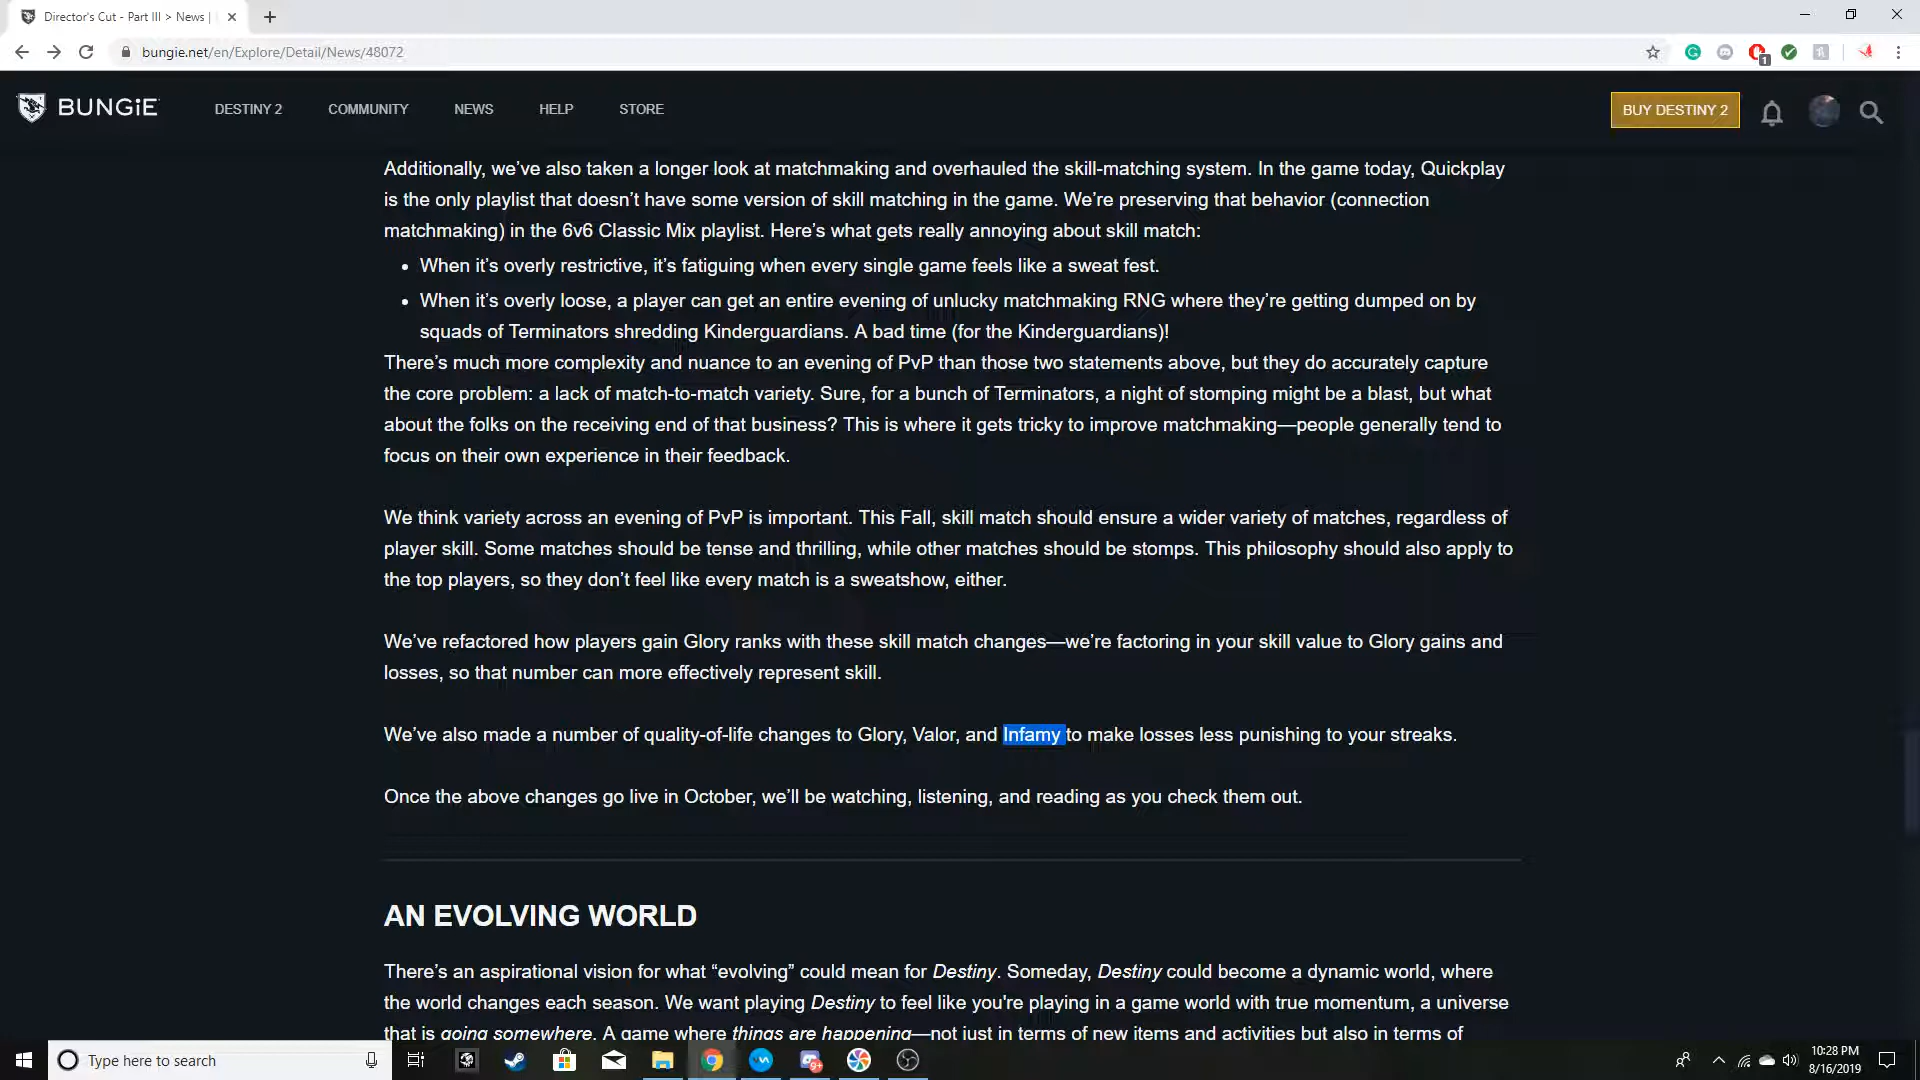 Director's Cut - Part III > News |
bungie.net/en/Explore/Detail/News/48072
1
BUNGiE
DESTINY 2
COMMUNITY
NEWS
HELP
STORE
BUY DESTINY 2
Additionally, we’ve also taken a longer look at matchmaking and overhauled the skill-matching system. In the game today, Quickplay
is the only playlist that doesn’t have some version of skill matching in the game. We’re preserving that behavior (connection
matchmaking) in the 6v6 Classic Mix playlist. Here’s what gets really annoying about skill match:
• When it’s overly restrictive, it’s fatiguing when every single game feels like a sweat fest.
• When it’s overly loose, a player can get an entire evening of unlucky matchmaking RNG where they’re getting dumped on by
squads of Terminators shredding Kinderguardians. A bad time (for the Kinderguardians)!
There’s much more complexity and nuance to an evening of PvP than those two statements above, but they do accurately capture
the core problem: a lack of match-to-match variety. Sure, for a bunch of Terminators, a night of stomping might be a blast, but what
about the folks on the receiving end of that business? This is where it gets tricky to improve matchmaking—people generally tend to
focus on their own experience in their feedback.
We think variety across an evening of PvP is important. This Fall, skill match should ensure a wider variety of matches, regardless of
player skill. Some matches should be tense and thrilling, while other matches should be stomps. This philosophy should also apply to
the top players, so they don’t feel like every match is a sweatshow, either.
We’ve refactored how players gain Glory ranks with these skill match changes—we’re factoring in your skill value to Glory gains and
losses, so that number can more effectively represent skill.
We’ve also made a number of quality-of-life changes to Glory, Valor, and Infamy to make losses less punishing to your streaks.
Once the above changes go live in October, we’ll be watching, listening, and reading as you check them out.
AN EVOLVING WORLD
There’s an aspirational vision for what “evolving” could mean for Destiny. Someday, Destiny could become a dynamic world, where
the world changes each season. We want playing Destiny to feel like you're playing in a game world with true momentum, a universe
that is going somewhere. A game where things are happening—not just in terms of new items and activities but also in terms of
Type here to search
9+
10:28 PM
8/16/2019